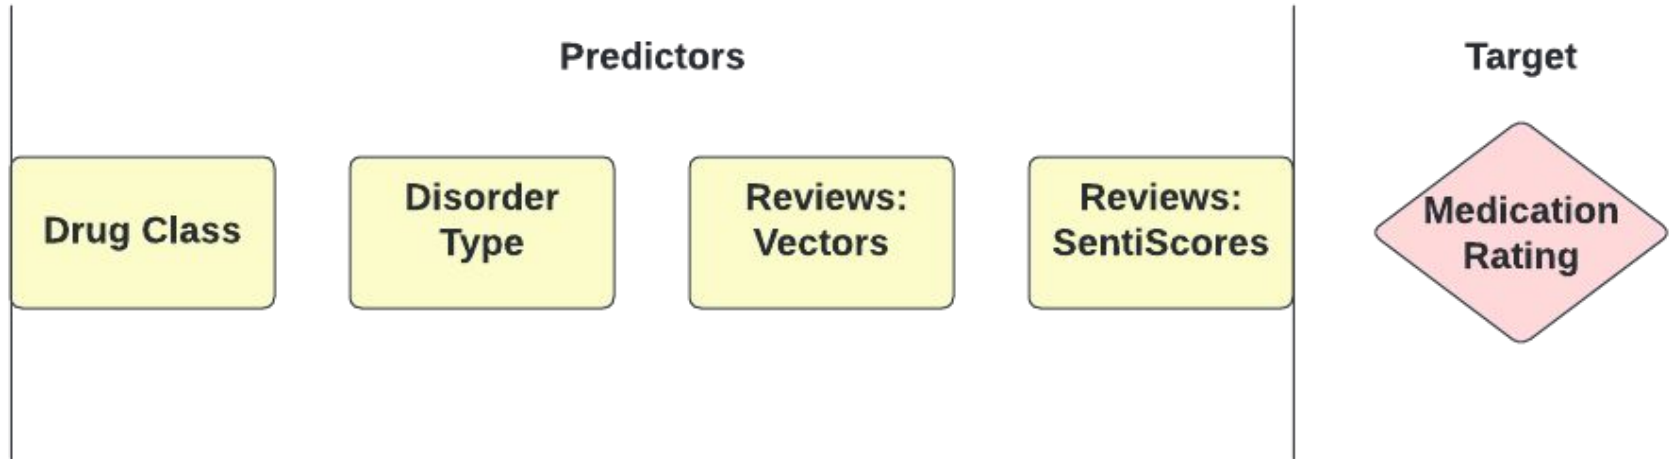 Predictors
Target
Drug Class
Disorder
Type
Reviews:
Vectors
Reviews:
SentiScores
Medication
Rating